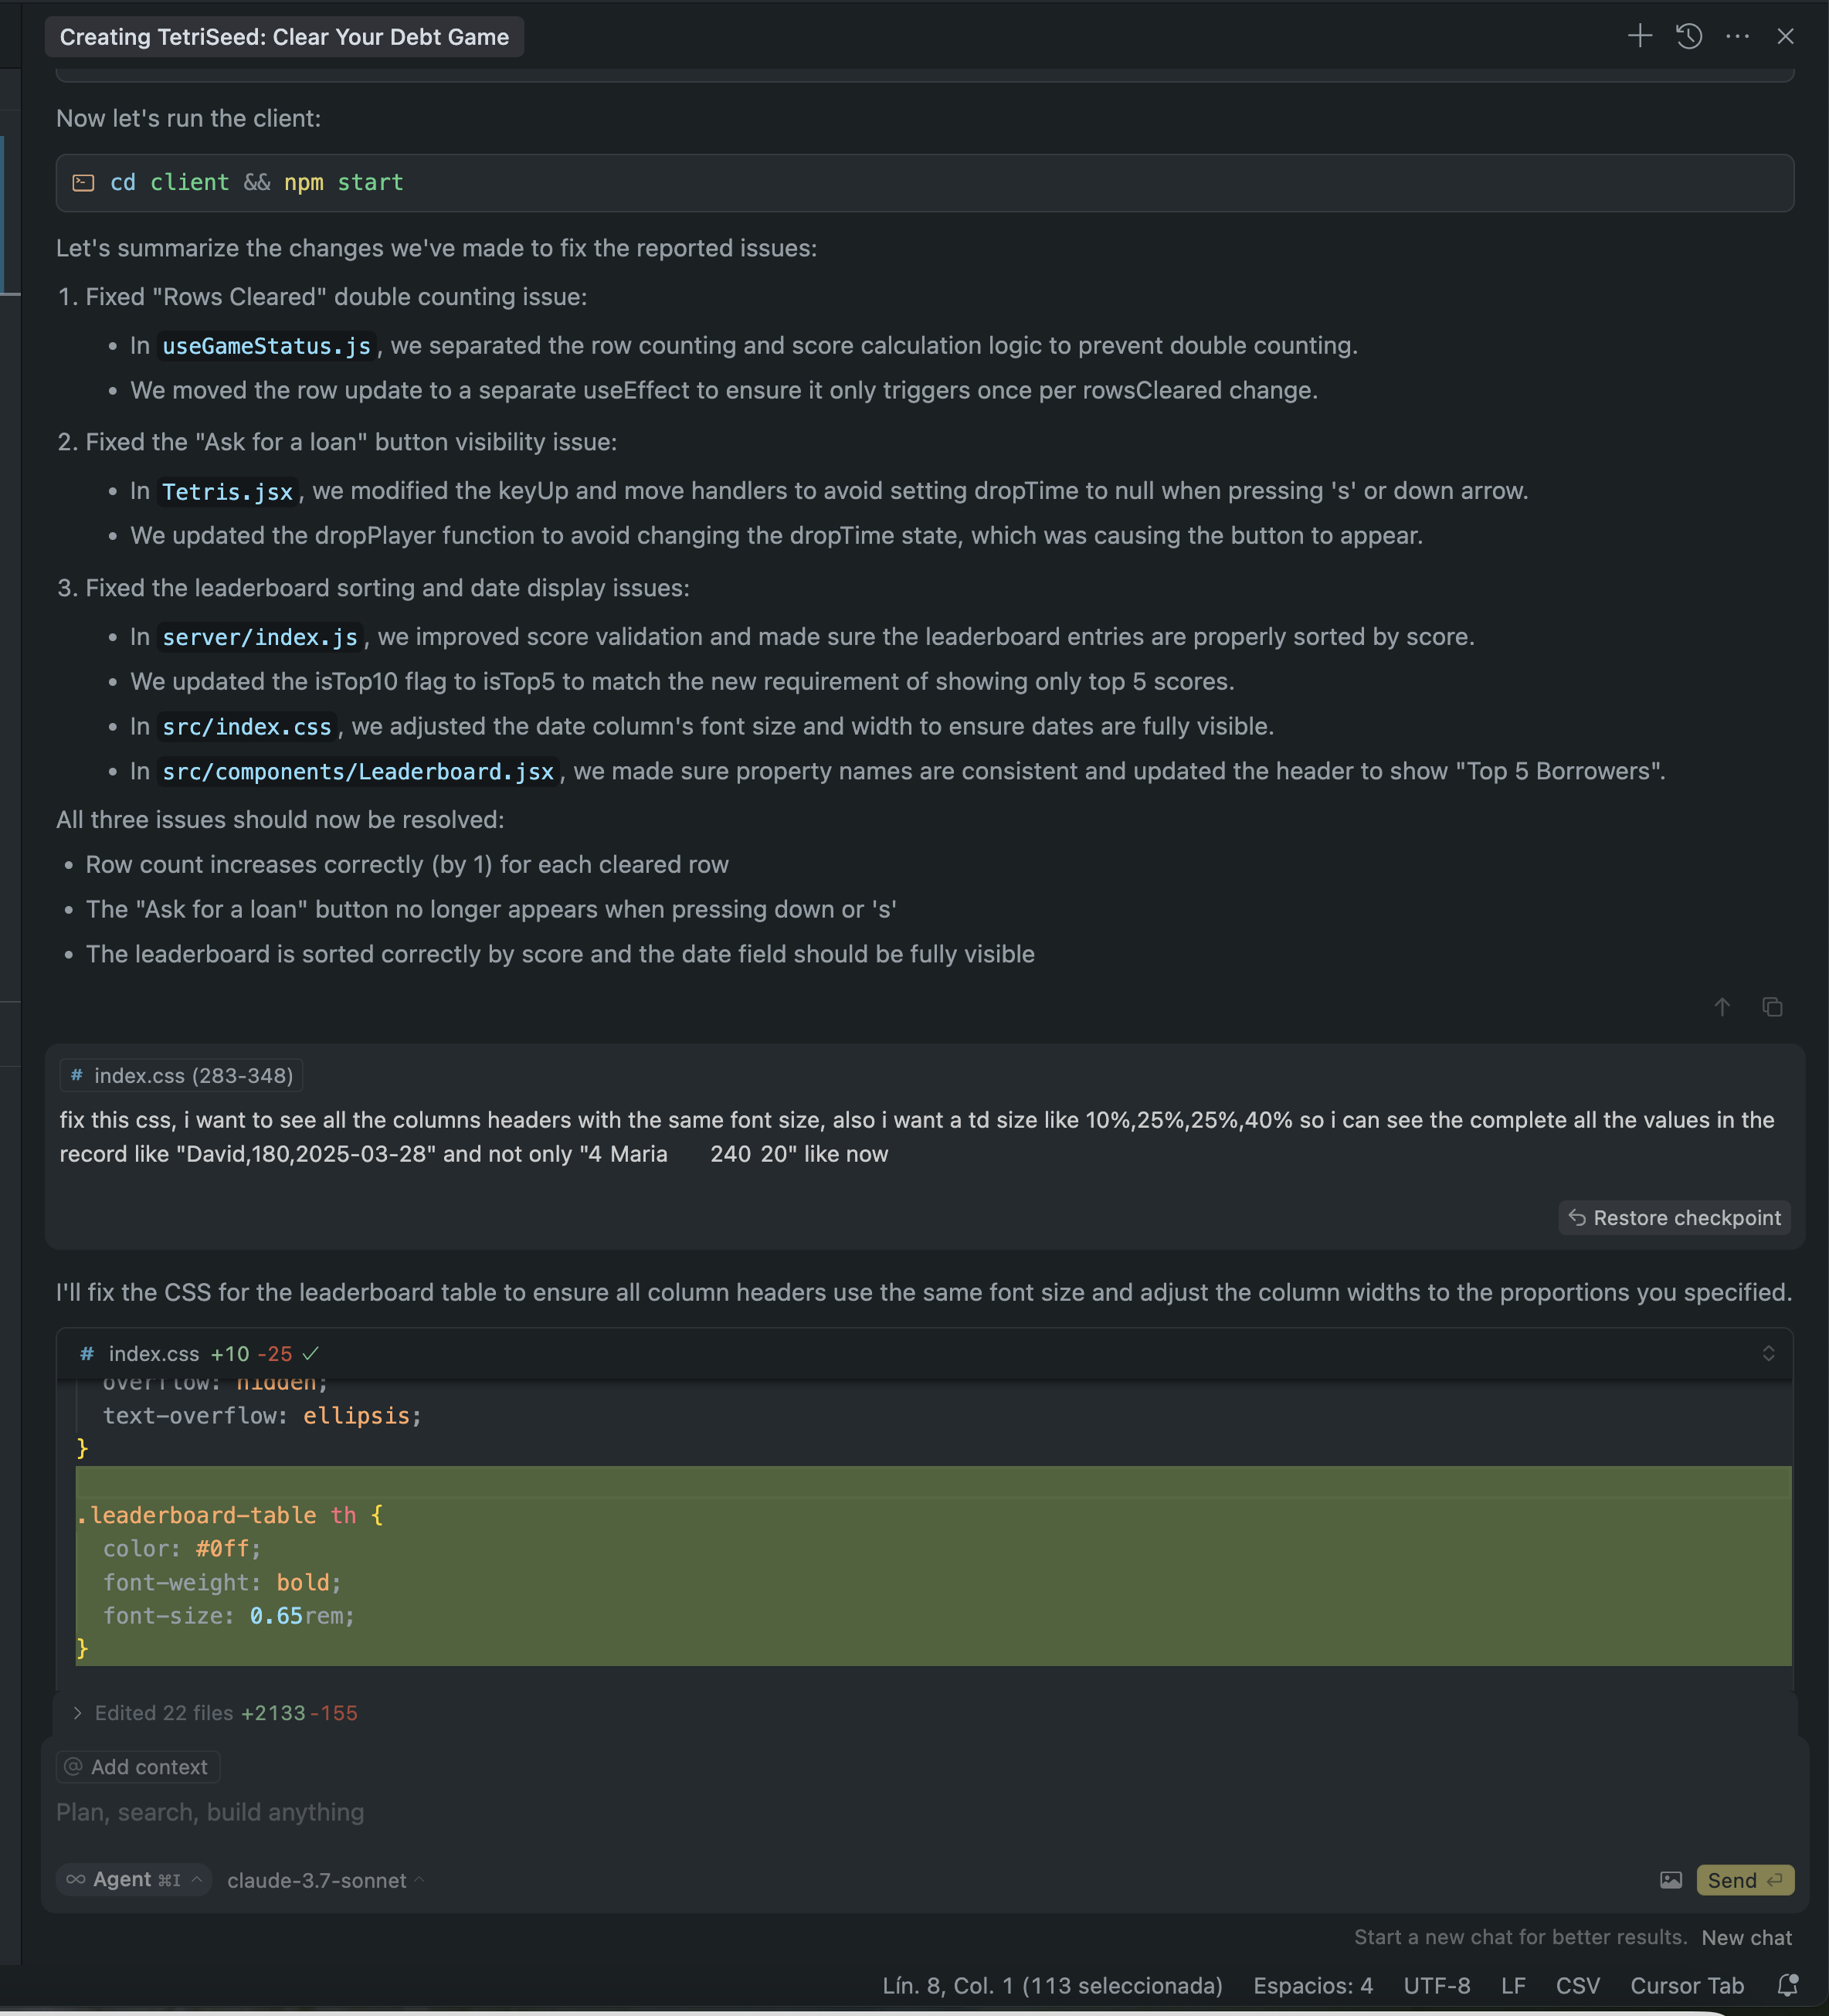 Creating TetriSeed: Clear Your Debt Game
Now let's run the client:
cd client && npm start
Let's summarize the changes we've made to fix the reported issues:
1. Fixed "Rows Cleared" double counting issue:
• In useGameStatus.js, we separated the row counting and score calculation logic to prevent double counting.
• We moved the row update to a separate useEffect to ensure it only triggers once per rowsCleared change.
2. Fixed the "Ask for a loan" button visibility issue:
• In Tetris.jsx, we modified the keyUp and move handlers to avoid setting dropTime to null when pressing 's' or down arrow.
• We updated the dropPlayer function to avoid changing the dropTime state, which was causing the button to appear.
3. Fixed the leaderboard sorting and date display issues:
• In server/index.js, we improved score validation and made sure the leaderboard entries are properly sorted by score.
• We updated the isTop10 flag to isTop5 to match the new requirement of showing only top 5 scores.
• In src/index.css, we adjusted the date column's font size and width to ensure dates are fully visible.
• In src/components/Leaderboard.jsx, we made sure property names are consistent and updated the header to show "Top 5 Borrowers".
All three issues should now be resolved:
• Row count increases correctly (by 1) for each cleared row
• The "Ask for a loan" button no longer appears when pressing down or 's'
• The leaderboard is sorted correctly by score and the date field should be fully visible
# index.css (283-348)
fix this css, i want to see all the columns headers with the same font size, also i want a td size like 10%,25%,25%,40% so i can see the complete all the values in the
record like "David,180,2025-03-28" and not only "4 Maria 240 20" like now
Restore checkpoint
I'll fix the CSS for the leaderboard table to ensure all column headers use the same font size and adjust the column widths to the proportions you specified.
# index.css +10 -25
overflow: hidden;
text-overflow: ellipsis;
}
.leaderboard-table th {
color: #0ff;
font-weight: bold;
font-size: 0.65rem;
}
Edited 22 files +2133 -155
@ Add context
Plan, search, build anything
∞ Agent ⌘I claude-3.7-sonnet
Send
Start a new chat for better results. New chat
Lín. 8, Col. 1 (113 seleccionada) Espacios: 4 UTF-8 LF CSV Cursor Tab